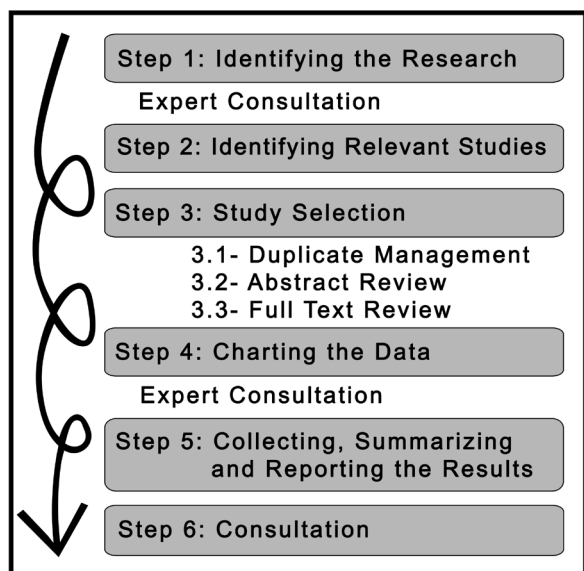 Step 1: Identifying the Research
Expert Consultation
Step 2: Identifying Relevant Studies
Step 3: Study Selection
3.1- Duplicate Management
3.2- Abstract Review
3.3- Full Text Review
Step 4: Charting the Data
Expert Consultation
Step 5: Collecting, Summarizing
and Reporting the Results
Step 6: Consultation